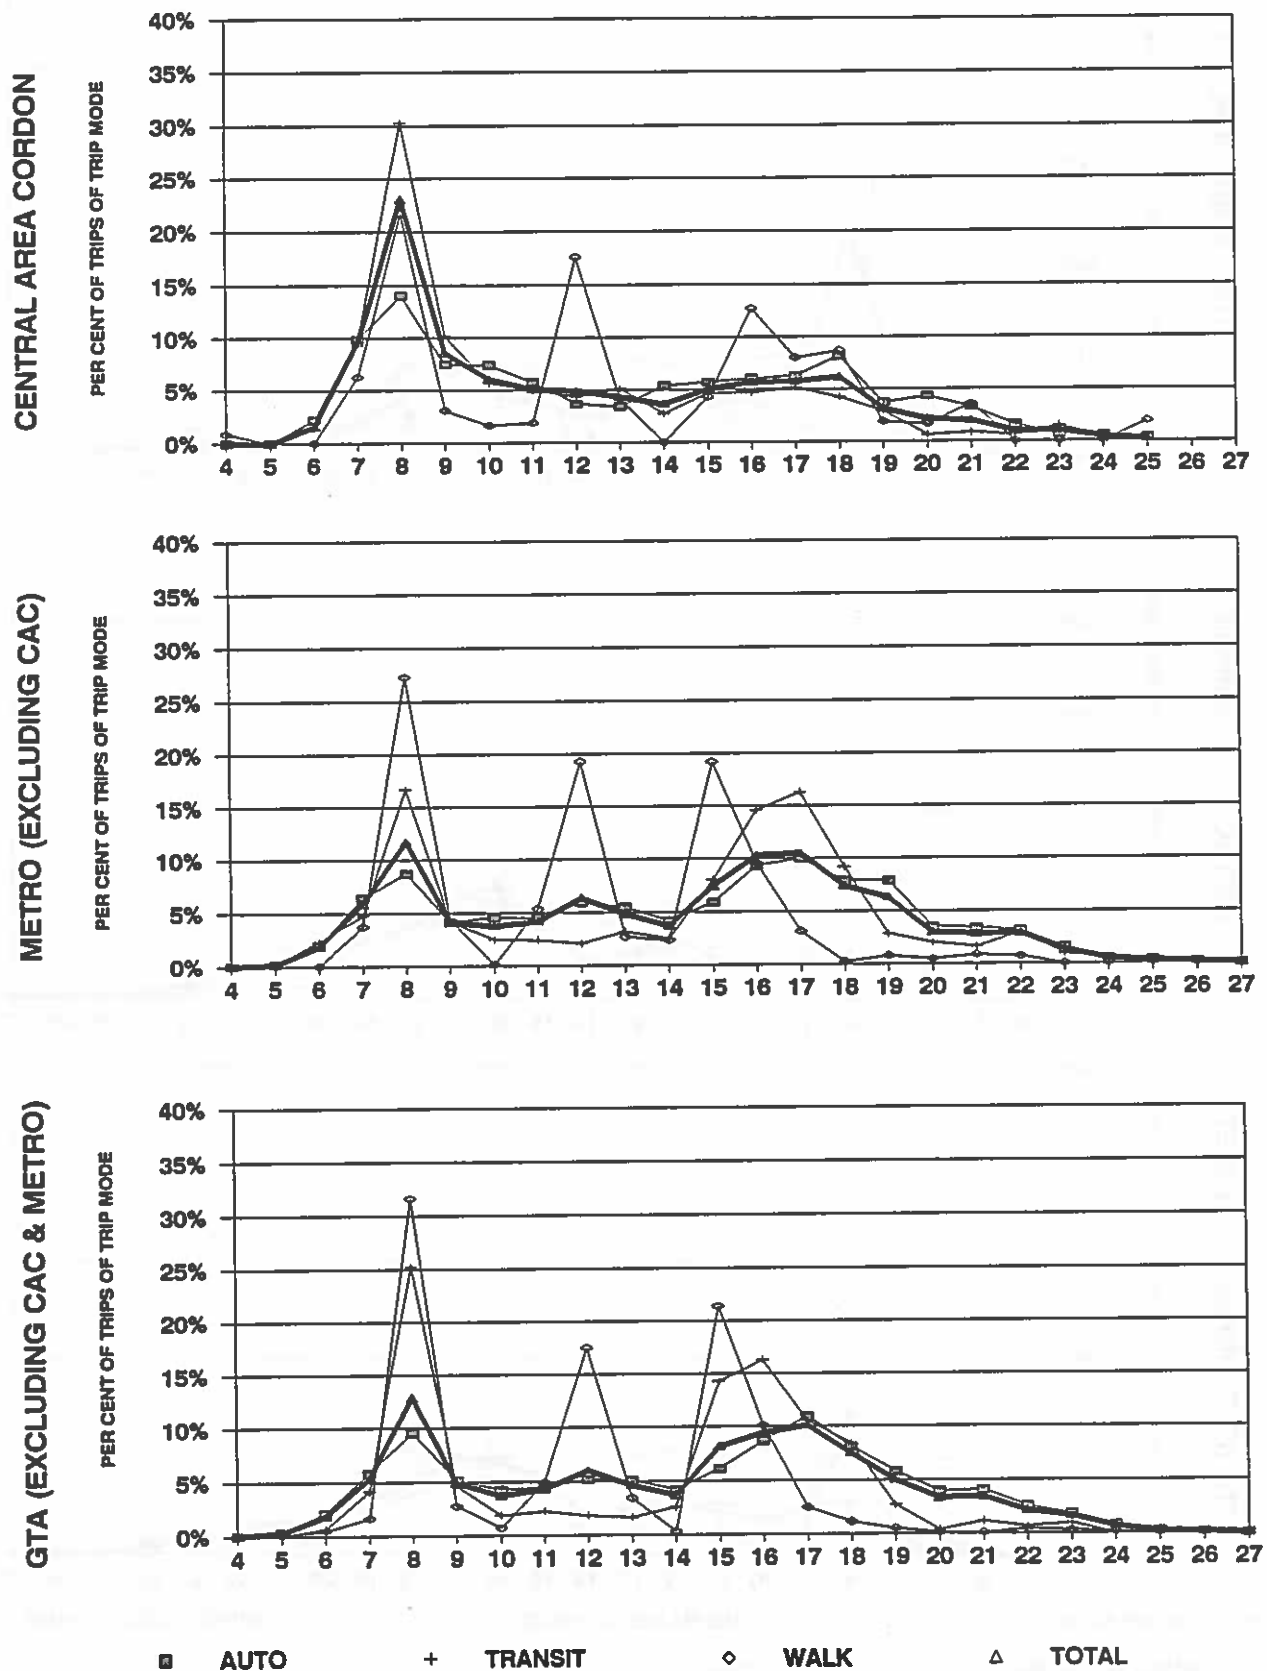 CENTRAL AREA CORDON
PER CENT OF TRIPS OF TRIP MODE
40%
35%
30%
25%
20%
15%
10%
5%
0%
4 5 6 7 8 9 10 11 12 13 14 15 16 17 18 19 20 21 22 23 24 25 26 27
METRO (EXCLUDING CAC)
PER CENT OF TRIPS OF TRIP MODE
40%
35%
30%
25%
20%
15%
10%
5%
0%
4 5 6 7 8 9 10 11 12 13 14 15 16 17 18 19 20 21 22 23 24 25 26 27
GTA (EXCLUDING CAC & METRO)
PER CENT OF TRIPS OF TRIP MODE
40%
35%
30%
25%
20%
15%
10%
5%
0%
4 5 6 7 8 9 10 11 12 13 14 15 16 17 18 19 20 21 22 23 24 25 26 27
AUTO TRANSIT WALK TOTAL